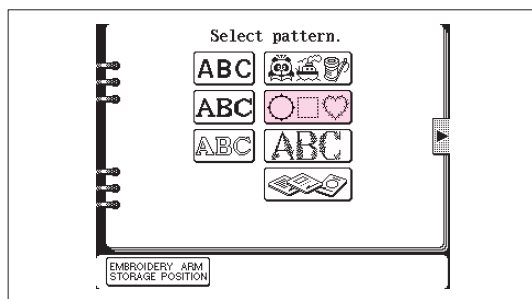 Select pattern.
ABC
ABC
ABC
ABC
EMBROIDERY ARM
STORAGE POSITION